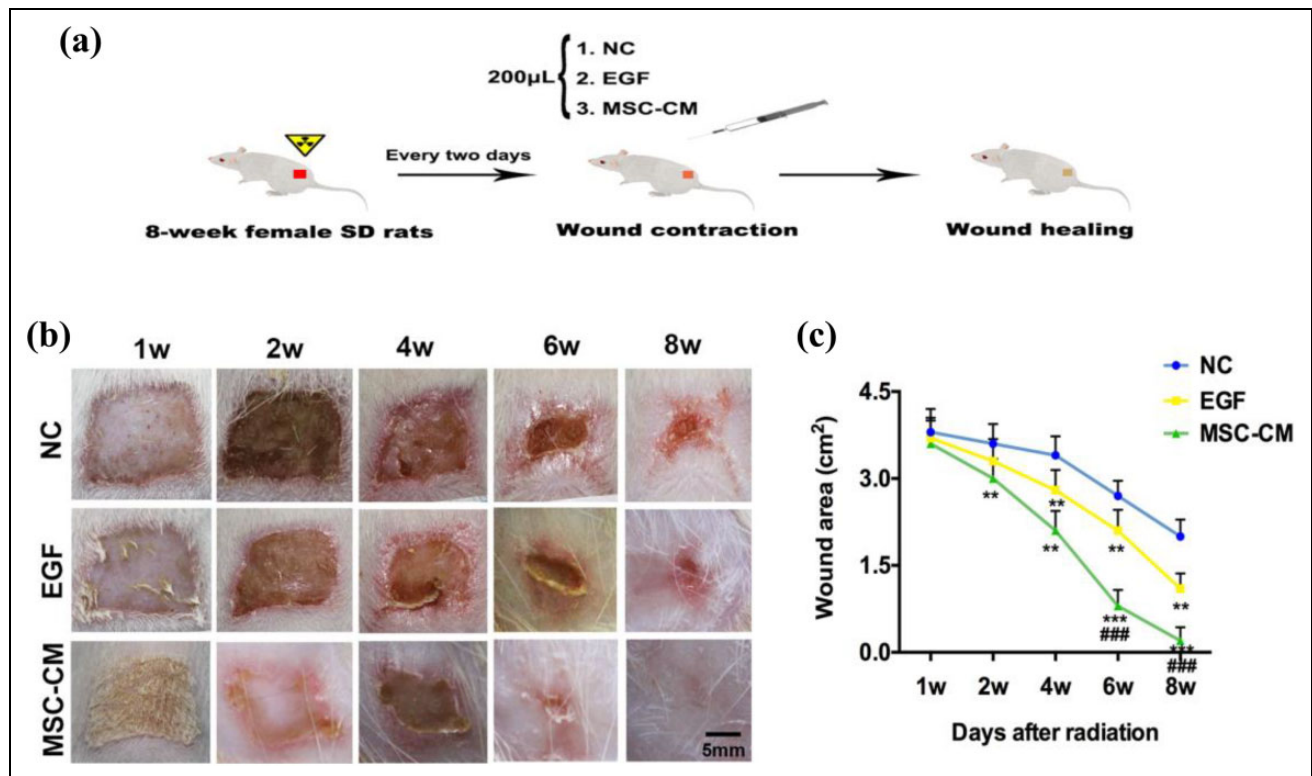 (a)
200µL
1. NC
2. EGF
3. MSC-CM
Every two days
8-week female SD rats
Wound contraction
Wound healing
(b)
1w 2w 4w 6w 8w
NC
EGF
MSC-CM
5mm
(c)
NC
EGF
MSC-CM
Wound area (cm²)
4.5
3.0
1.5
0.0
**
**
**
**
***
###
**
***
###
1w 2w 4w 6w 8w
Days after radiation